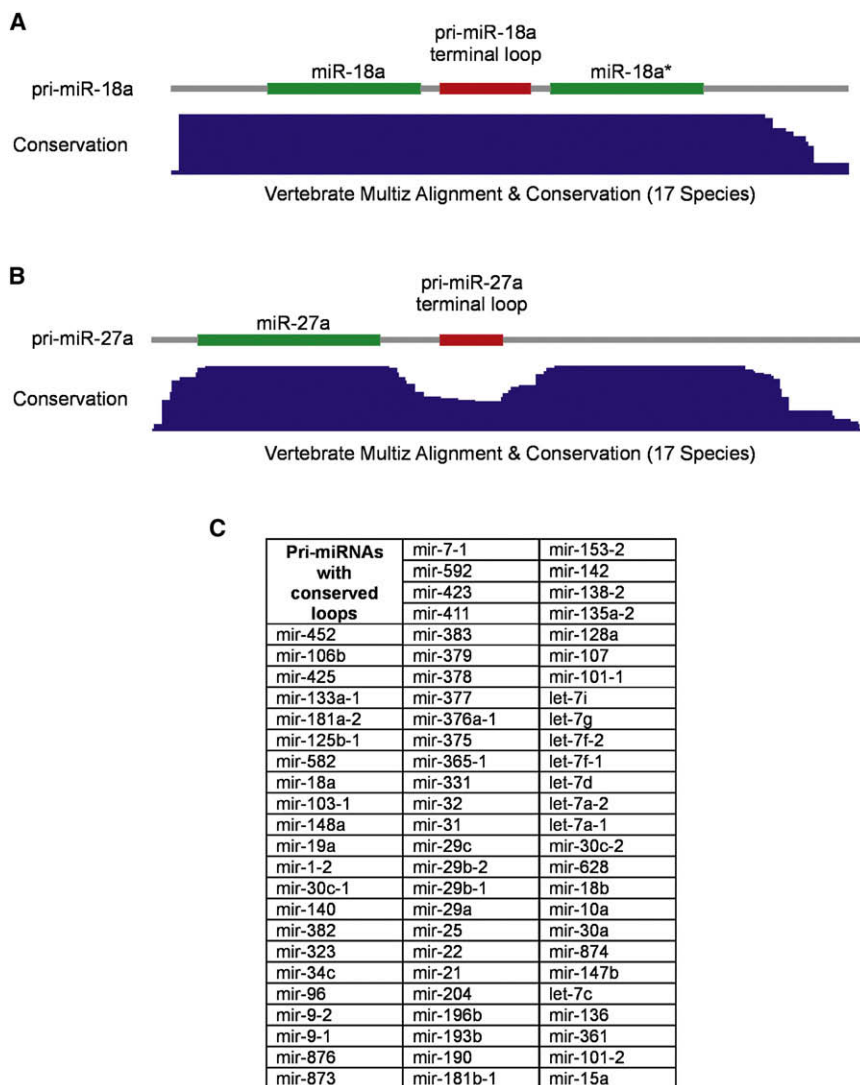 A
pri-miR-18a
terminal loop
miR-18a
miR-18a*
pri-miR-18a
Conservation
Vertebrate Multiz Alignment & Conservation (17 Species)
B
pri-miR-27a
terminal loop
miR-27a
pri-miR-27a
Conservation
Vertebrate Multiz Alignment & Conservation (17 Species)
C
Pri-miRNAs with conserved loops
mir-7-1 mir-153-2
mir-592 mir-142
mir-423 mir-138-2
mir-411 mir-135a-2
mir-452 mir-383 mir-128a
mir-106b mir-379 mir-107
mir-425 mir-378 mir-101-1
mir-133a-1 mir-377 let-7i
mir-181a-2 mir-376a-1 let-7g
mir-125b-1 mir-375 let-7f-2
mir-582 mir-365-1 let-7f-1
mir-18a mir-331 let-7d
mir-103-1 mir-32 let-7a-2
mir-148a mir-31 let-7a-1
mir-19a mir-29c mir-30c-2
mir-1-2 mir-29b-2 mir-628
mir-30c-1 mir-29b-1 mir-18b
mir-140 mir-29a mir-10a
mir-382 mir-25 mir-30a
mir-323 mir-22 mir-874
mir-34c mir-21 mir-147b
mir-96 mir-204 let-7c
mir-9-2 mir-196b mir-136
mir-9-1 mir-193b mir-361
mir-876 mir-190 mir-101-2
mir-873 mir-181b-1 mir-15a